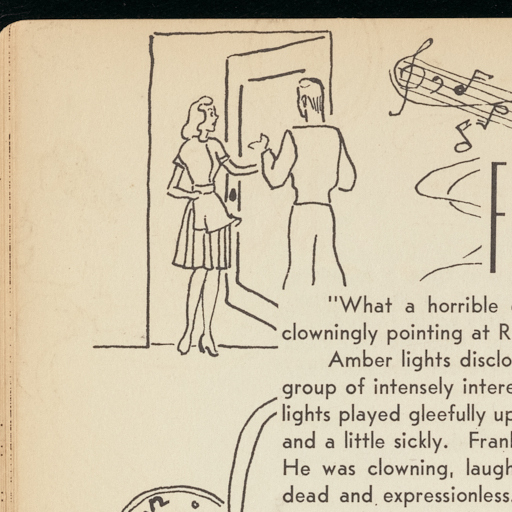 F
"What a horrible
clowningly pointing at R
Amber lights disclo
group of intensely intere
lights played gleefully up
and a little sickly. Frank
He was clowning, laugh
dead and expressionless.